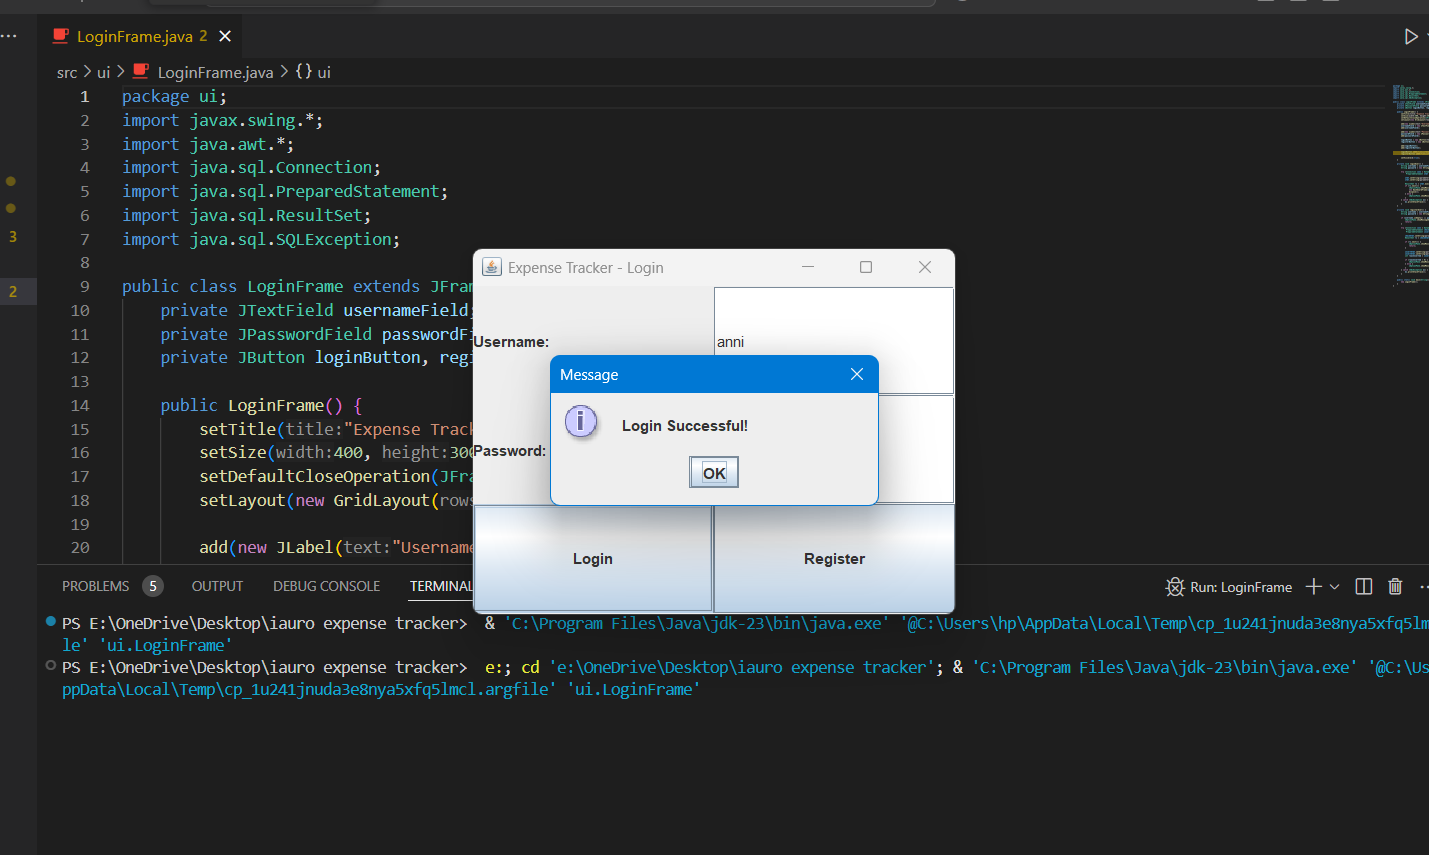 LoginFrame.java 2
src > ui > LoginFrame.java > {} ui
1 package ui;
2 import javax.swing.*;
3 import java.awt.*;
4 import java.sql.Connection;
5 import java.sql.PreparedStatement;
6 import java.sql.ResultSet;
7 import java.sql.SQLException;
8
9 public class LoginFrame extends JFram
10 private JTextField usernameField;
11 private JPasswordField passwordFi
12 private JButton loginButton, regi
13
14 public LoginFrame() {
15 setTitle(title:"Expense Track
16 setSize(width:400, height:300
17 setDefaultCloseOperation(JFra
18 setLayout(new GridLayout(rows
19
20 add(new JLabel(text:"Username
3
2
Expense Tracker - Login
Username:
anni
Password:
Message
Login Successful!
OK
Login
Register
PROBLEMS 5 OUTPUT DEBUG CONSOLE TERMINAL
Run: LoginFrame
PS E:\OneDrive\Desktop\iauro expense tracker> & 'C:\Program Files\Java\jdk-23\bin\java.exe' '@C:\Users\hp\AppData\Local\Temp\cp_1u241jnuda3e8nya5xfq5lm
le' 'ui.LoginFrame'
PS E:\OneDrive\Desktop\iauro expense tracker> e:; cd 'e:\OneDrive\Desktop\iauro expense tracker'; & 'C:\Program Files\Java\jdk-23\bin\java.exe' '@C:\Us
ppData\Local\Temp\cp_1u241jnuda3e8nya5xfq5lmcl.argfile' 'ui.LoginFrame'